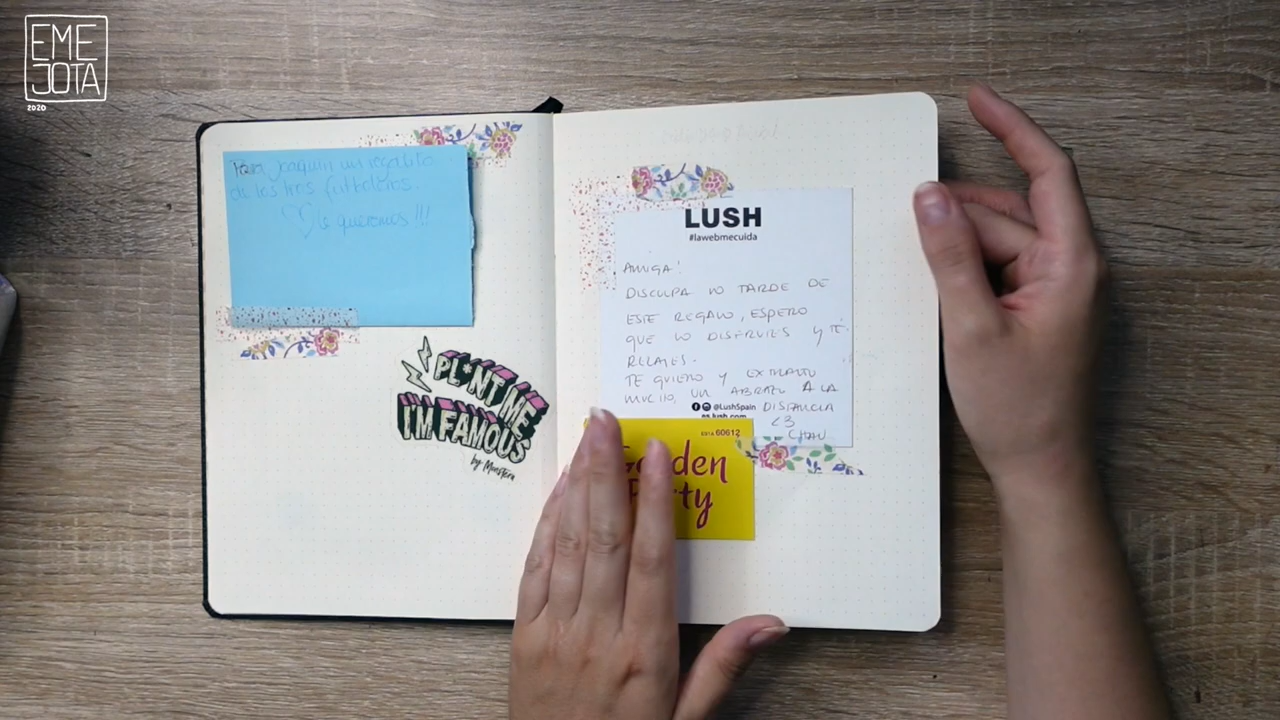 EME
JOTA
2020
Para Joaquin un regalito
de los tres futboleros.
le queremos !!!
PL*NT ME
I'M FAMOUS
by Monstera
LUSH
#lawebmecuida
AMIGA!
DISCULPA LO TARDE DE
ESTE REGALO, ESPERO
QUE LO DISFRUTES Y TE
RELAJES.
TE QUIERO Y EXTRAÑO
MUCHO, UN ABRAZO A LA
DISTANCIA
<3
CHAU
@LushSpain
es.lush.com
ESTA 60612
Garden
Party